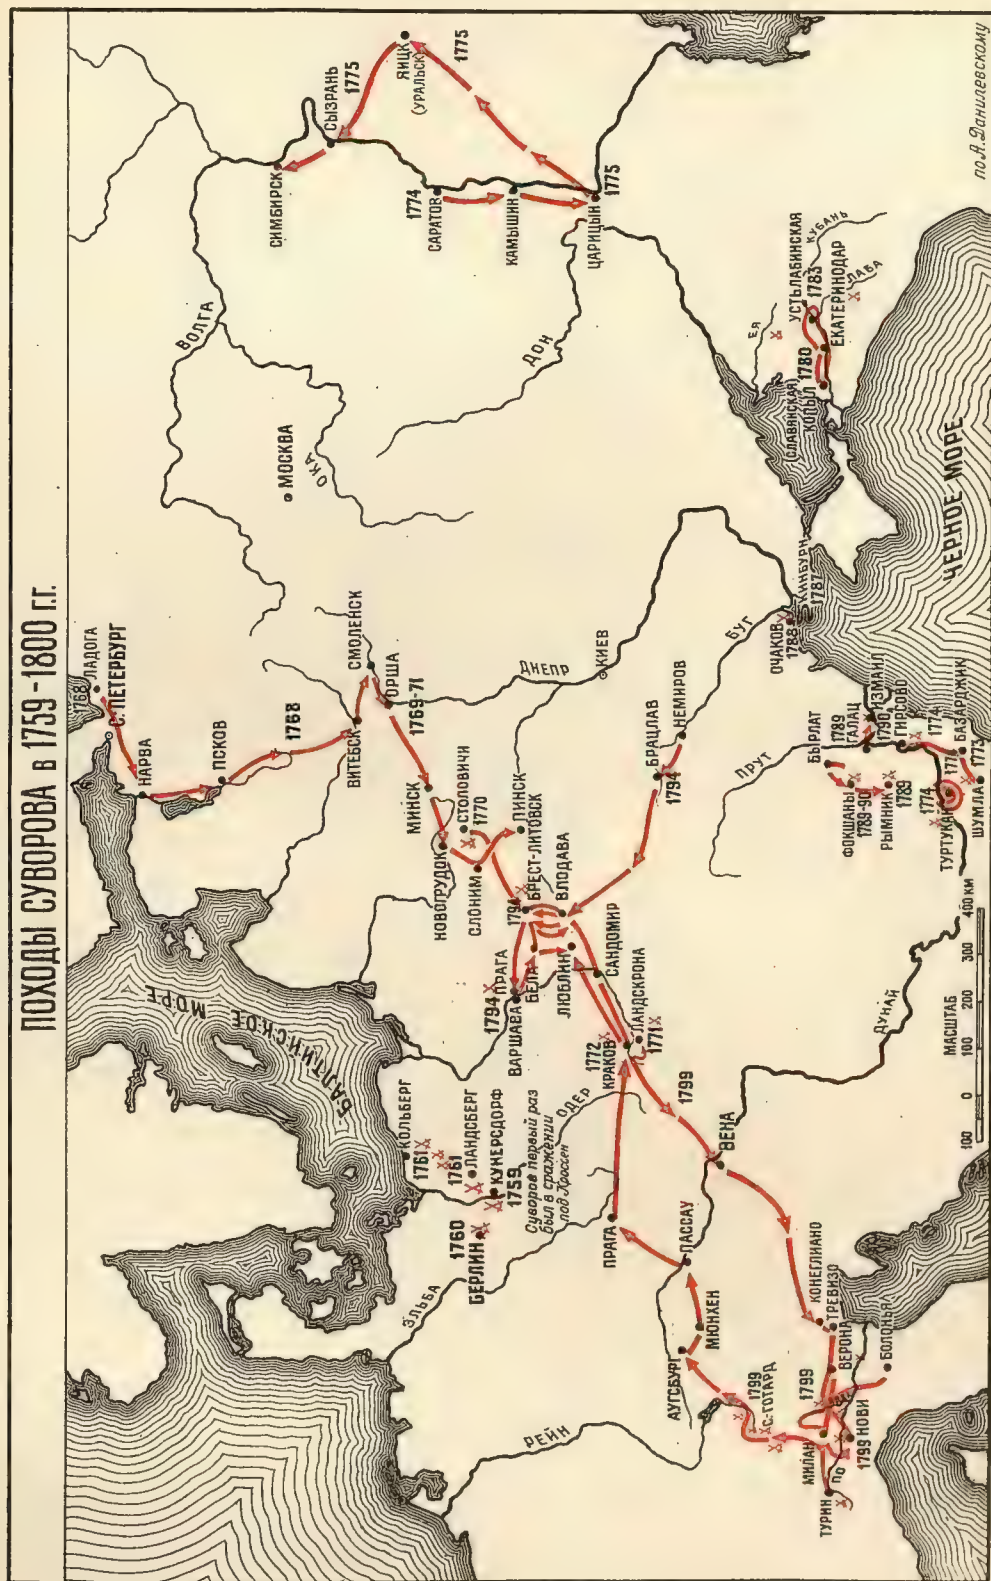 ПОХОДЫ СУВОРОВА в 1759-1800 г.г.
1768
ЛАДОГА
С. ПЕТЕРБУРГ
НАРВА
ПСКОВ
1768
ВИТЕБСК
СМОЛЕНСК
ОРША
1769-71
МИНСК
НОВОГРУДОК
СТОЛОВИЧИ
1770
СЛОНИМ
ПИНСК
1794
БРЕСТ-ЛИТОВСК
ВЛОДАВА
1794
ПРАГА
ВАРШАВА
БЕЛА
ЛЮБЛИН
САНДОМИР
1772
КРАКОВ
ЛАНДСКРОНА
1771
БАЛТИЙСКОЕ
МОРЕ
КОЛЬБЕРГ
1761
1761
ЛАНДСБЕРГ
КУНЕРСДОРФ
1759
1760
БЕРЛИН
Суворов первый раз
был в сражении
под Кроссен
ОДЕР
ЭЛЬБА
РЕЙН
ПРАГА
ПАССАУ
МЮНХЕН
АУГСБУРГ
1799
С-ГОТАРД
1799
ВЕНА
КОНЕГЛИАНО
ТРЕВИЗО
ВЕРОНА
БОЛОНЬЯ
1799
МИЛАН
ПО
ТУРИН
НОВИ
1799
ДУНАЙ
МАСШТАБ
100 0 100 200 300 400 КМ
ВОЛГА
МОСКВА
ОКА
ДОН
ДНЕПР
КИЕВ
БУГ
БРАЦЛАВ
1794
НЕМИРОВ
ПРУТ
БЫРЛАТ
1789
ГАЛАЦ
1790
ИЗМАИЛ
ГИРСОВО
1774
БАЗАРДЖИК
ФОКШАНЫ
1789-90
РЫМНИК
1789
1774
ТУРТУКАЙ
1774
ШУМЛА
1773
ОЧАКОВ
1788
КИНБУРН
1787
ЧЕРНОЕ МОРЕ
СИМБИРСК
СЫЗРАНЬ
1775
ЯИЦК
(УРАЛЬСК)
1775
1774
САРАТОВ
КАМЫШИН
ЦАРИЦЫН
1775
ЕЯ
КУБАНЬ
ЛАБА
УСТЬЛАБИНСКАЯ
1783
ЕКАТЕРИНОДАР
1780
КОПЫЛ
(СЛАВЯНСКАЯ)
по А. Данилевскому